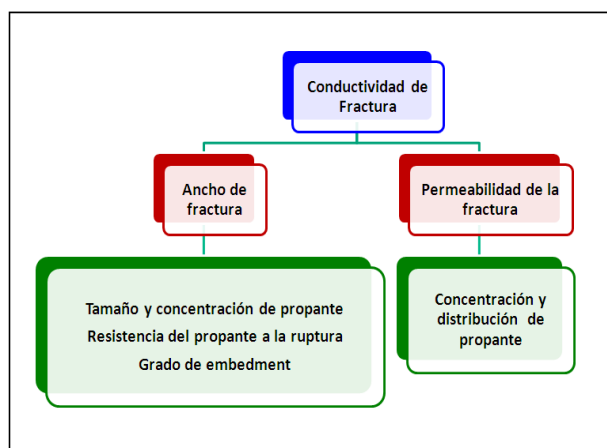 Conductividad de
Fractura
Ancho de
fractura
Permeabilidad de la
fractura
Tamaño y concentración de propante
Resistencia del propante a la ruptura
Grado de embedment
Concentración y
distribución de
propante